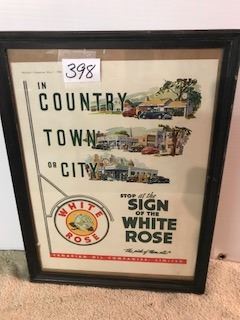 398
IN
COUNTRY
TOWN
OR CITY
STOP at the
SIGN
OF THE
WHITE
ROSE
WHITE
ROSE
CANADIAN OIL COMPANIES, LIMITED